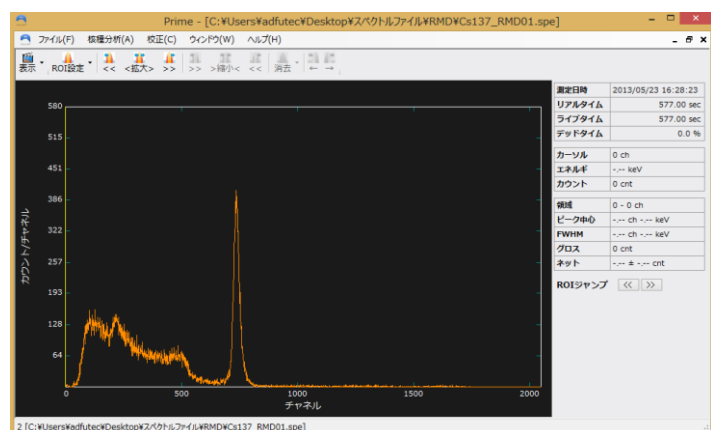 Prime - [C:¥Users¥adfutec¥Desktop¥スペクトルファイル¥RMD¥Cs137_RMD01.spe]
ファイル(F) 核種分析(A) 校正(C) ウィンドウ(W) ヘルプ(H)
表示 ROI設定 << <拡大> >> >> >縮小< << 消去 ← →
580
515
451
386
322
257
193
128
64
カウント/チャネル
0 500 1000 1500 2000
チャネル
測定日時 2013/05/23 16:28:23
リアルタイム 577.00 sec
ライブタイム 577.00 sec
デッドタイム 0.0 %
カーソル 0 ch
エネルギ -.-- keV
カウント 0 cnt
領域 0 - 0 ch
ピーク中心 -.-- ch -.-- keV
FWHM -.-- ch -.-- keV
グロス 0 cnt
ネット -.-- ± -.-- cnt
ROIジャンプ << >>
2 [C:¥Users¥adfutec¥Desktop¥スペクトルファイル¥RMD¥Cs137_RMD01.spe]